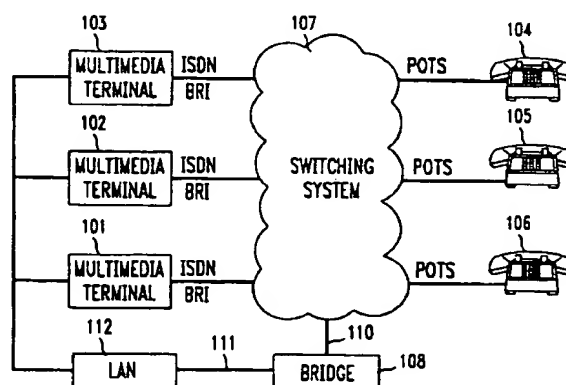 103
107
104
MULTIMEDIA
TERMINAL
ISDN
BRI
POTS
102
105
MULTIMEDIA
TERMINAL
ISDN
BRI
SWITCHING
SYSTEM
POTS
101
106
MULTIMEDIA
TERMINAL
ISDN
BRI
POTS
112
110
111
LAN
BRIDGE
108